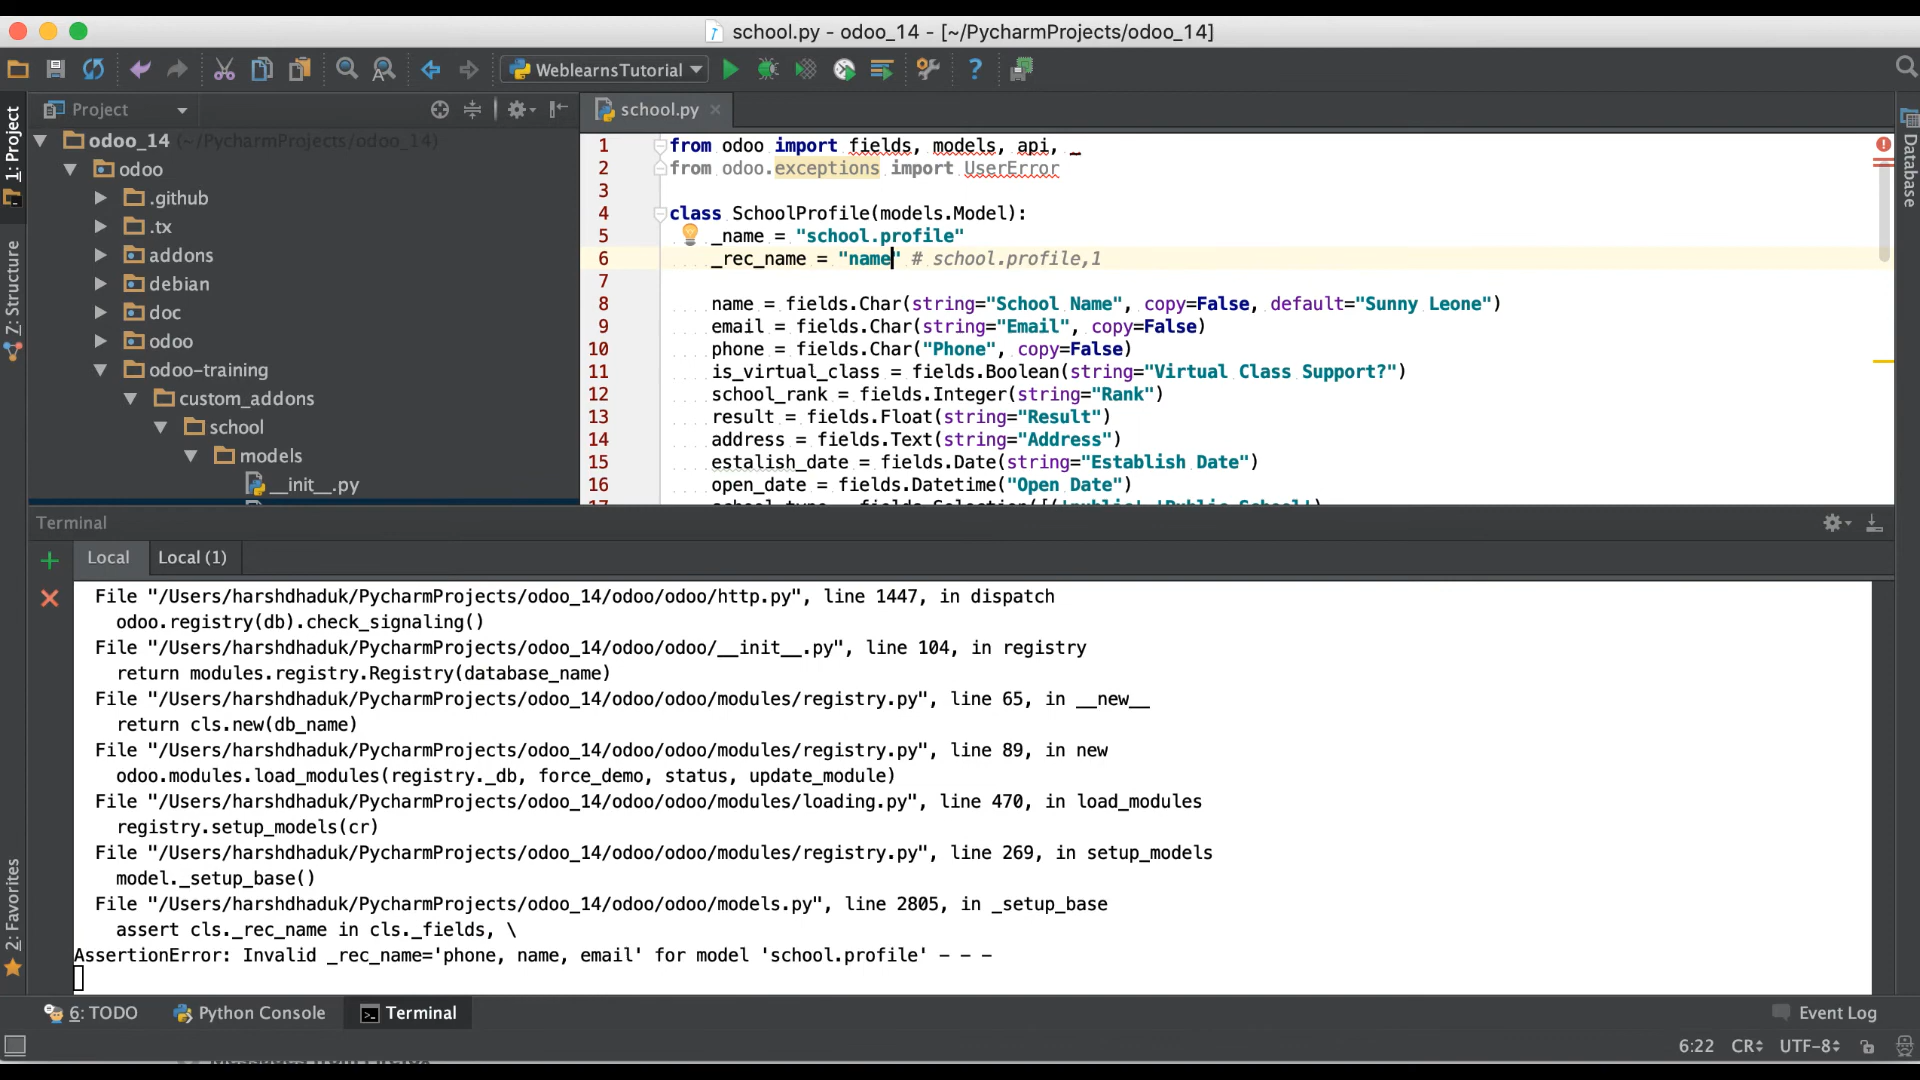 school.py - odoo_14 - [~/PycharmProjects/odoo_14]
WeblearnsTutorial
Project
school.py
1: Project
Z: Structure
2: Favorites
Database
odoo_14 (~/PycharmProjects/odoo_14)
odoo
.github
.tx
addons
debian
doc
odoo
odoo-training
custom_addons
school
models
__init__.py
1 from odoo import fields, models, api, _
2 from odoo.exceptions import UserError
3
4 class SchoolProfile(models.Model):
5 _name = "school.profile"
6 _rec_name = "name" # school.profile,1
7
8 name = fields.Char(string="School Name", copy=False, default="Sunny Leone")
9 email = fields.Char(string="Email", copy=False)
10 phone = fields.Char("Phone", copy=False)
11 is_virtual_class = fields.Boolean(string="Virtual Class Support?")
12 school_rank = fields.Integer(string="Rank")
13 result = fields.Float(string="Result")
14 address = fields.Text(string="Address")
15 estalish_date = fields.Date(string="Establish Date")
16 open_date = fields.Datetime("Open Date")
17 school_type = fields.Selection([('public','Public School'),
Terminal
Local
Local (1)
File "/Users/harshdhaduk/PycharmProjects/odoo_14/odoo/odoo/http.py", line 1447, in dispatch
odoo.registry(db).check_signaling()
File "/Users/harshdhaduk/PycharmProjects/odoo_14/odoo/odoo/__init__.py", line 104, in registry
return modules.registry.Registry(database_name)
File "/Users/harshdhaduk/PycharmProjects/odoo_14/odoo/odoo/modules/registry.py", line 65, in __new__
return cls.new(db_name)
File "/Users/harshdhaduk/PycharmProjects/odoo_14/odoo/odoo/modules/registry.py", line 89, in new
odoo.modules.load_modules(registry._db, force_demo, status, update_module)
File "/Users/harshdhaduk/PycharmProjects/odoo_14/odoo/odoo/modules/loading.py", line 470, in load_modules
registry.setup_models(cr)
File "/Users/harshdhaduk/PycharmProjects/odoo_14/odoo/odoo/modules/registry.py", line 269, in setup_models
model._setup_base()
File "/Users/harshdhaduk/PycharmProjects/odoo_14/odoo/odoo/models.py", line 2805, in _setup_base
assert cls._rec_name in cls._fields, \
AssertionError: Invalid _rec_name='phone, name, email' for model 'school.profile' - - -
6: TODO
Python Console
Terminal
Event Log
6:22 CR UTF-8